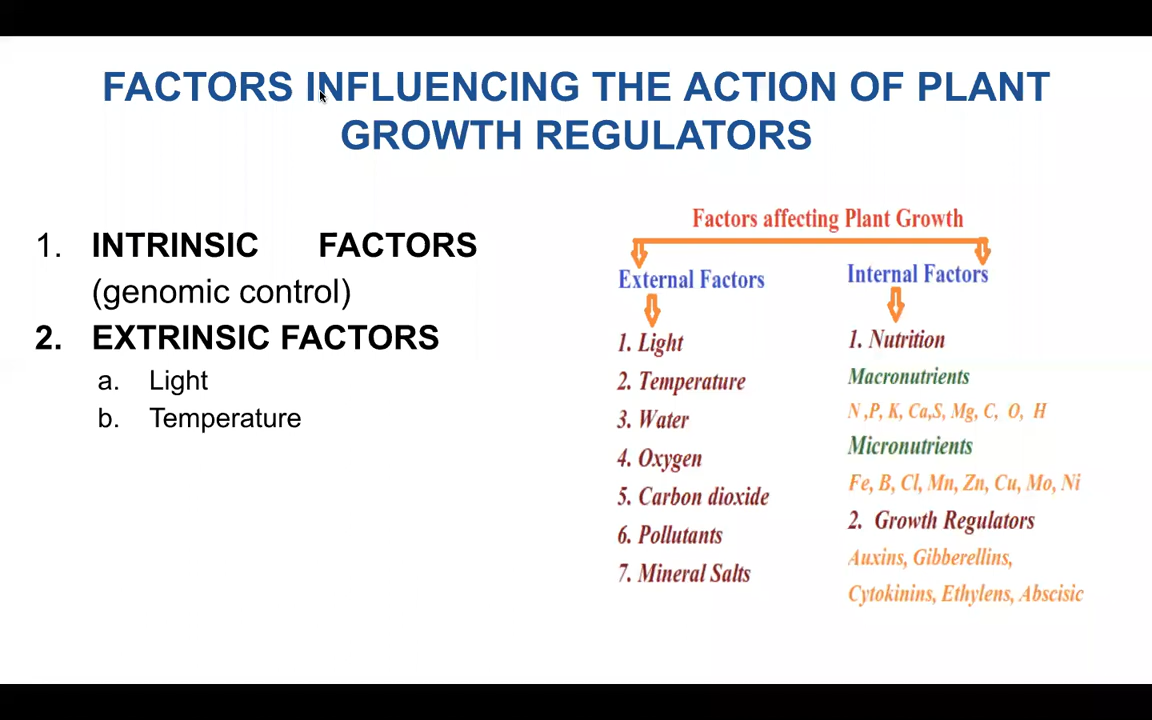 FACTORS INFLUENCING THE ACTION OF PLANT
GROWTH REGULATORS
1. INTRINSIC FACTORS
(genomic control)
2. EXTRINSIC FACTORS
a. Light
b. Temperature
Factors affecting Plant Growth
External Factors
1. Light
2. Temperature
3. Water
4. Oxygen
5. Carbon dioxide
6. Pollutants
7. Mineral Salts
Internal Factors
1. Nutrition
Macronutrients
N ,P, K, Ca,S, Mg, C, O, H
Micronutrients
Fe, B, Cl, Mn, Zn, Cu, Mo, Ni
2. Growth Regulators
Auxins, Gibberellins,
Cytokinins, Ethylens, Abscisic